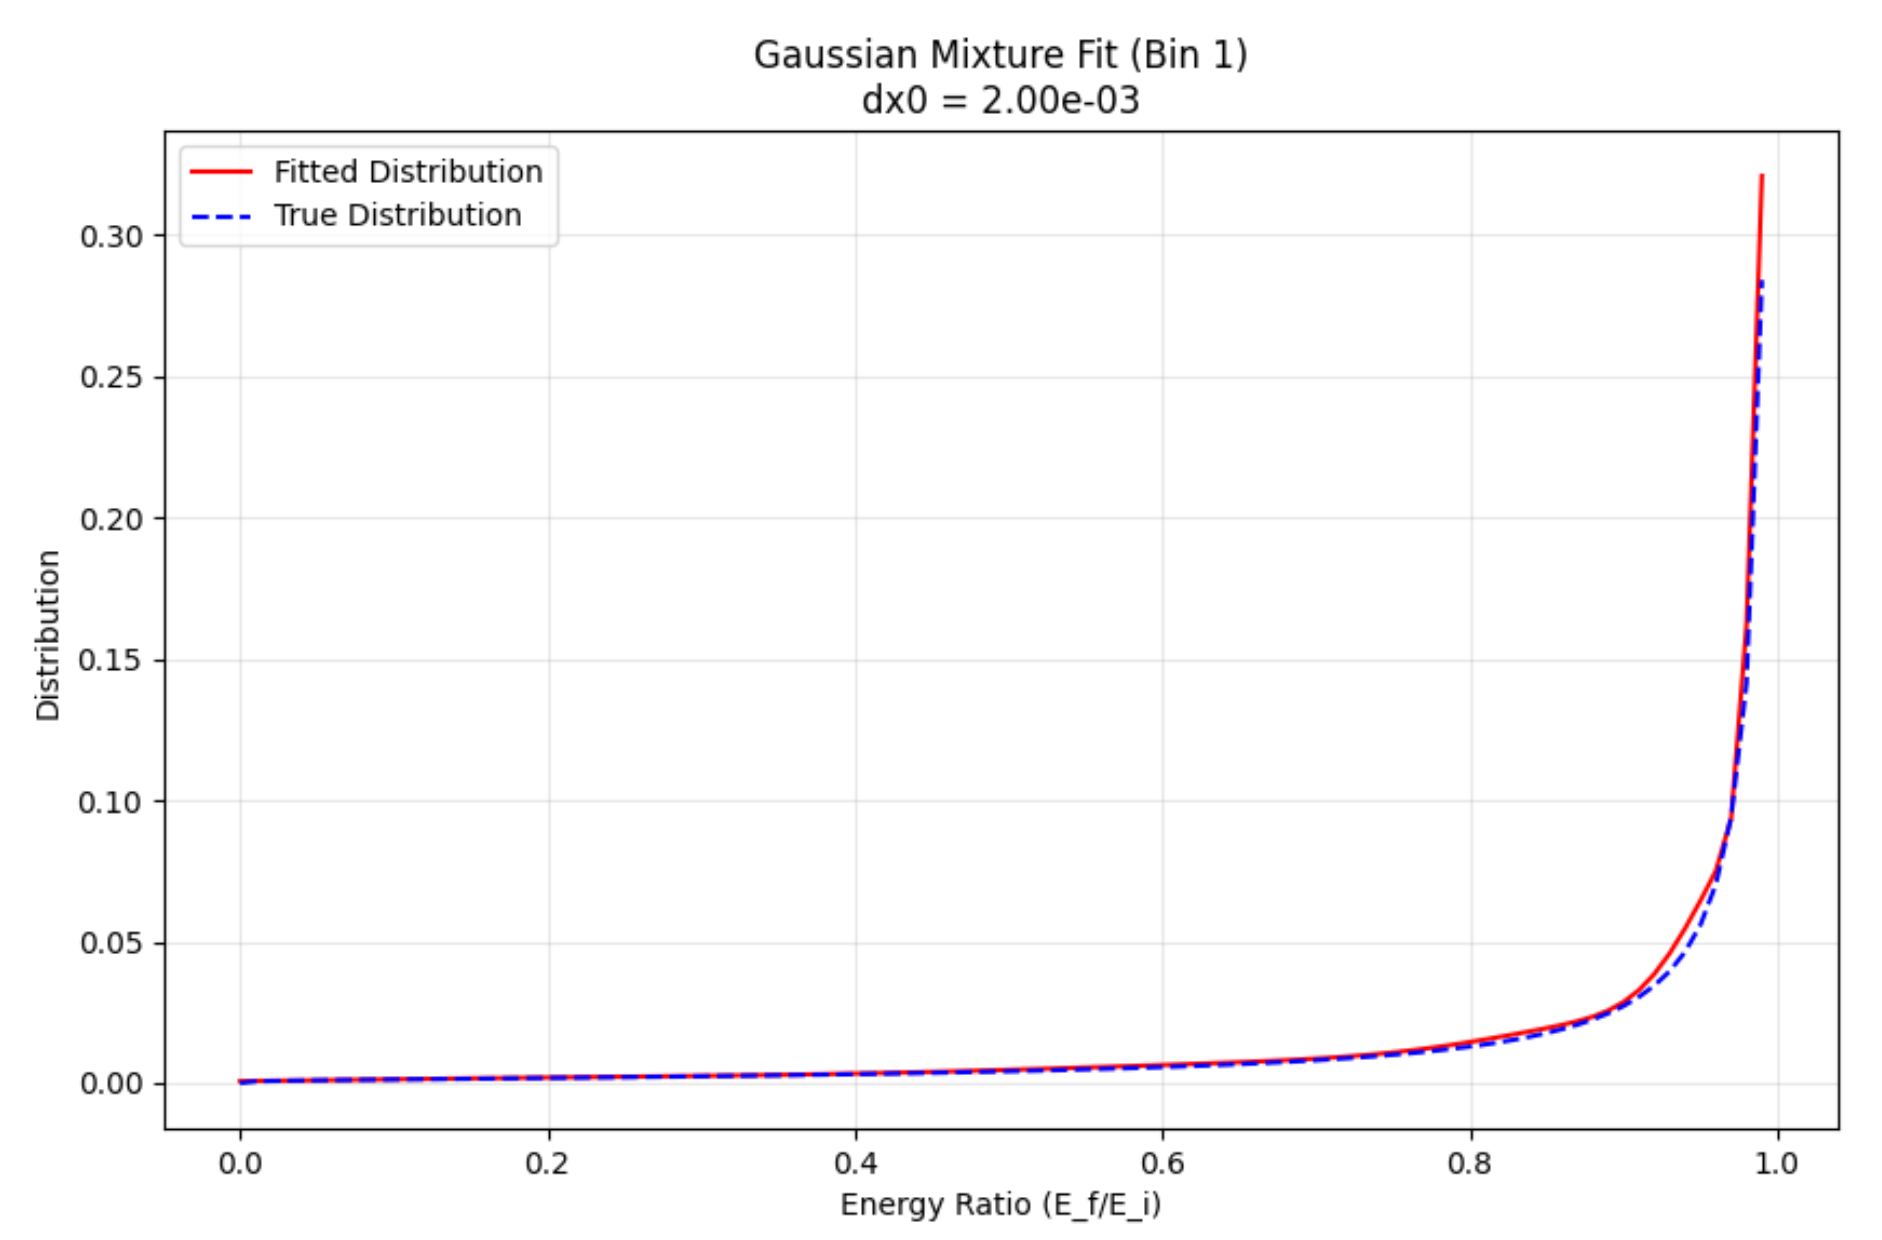 Gaussian Mixture Fit (Bin 1)
dx0 = 2.00e-03
Fitted Distribution
True Distribution
0.30
0.25
0.20
0.15
0.10
0.05
0.00
Distribution
0.0 0.2 0.4 0.6 0.8 1.0
Energy Ratio (E_f/E_i)